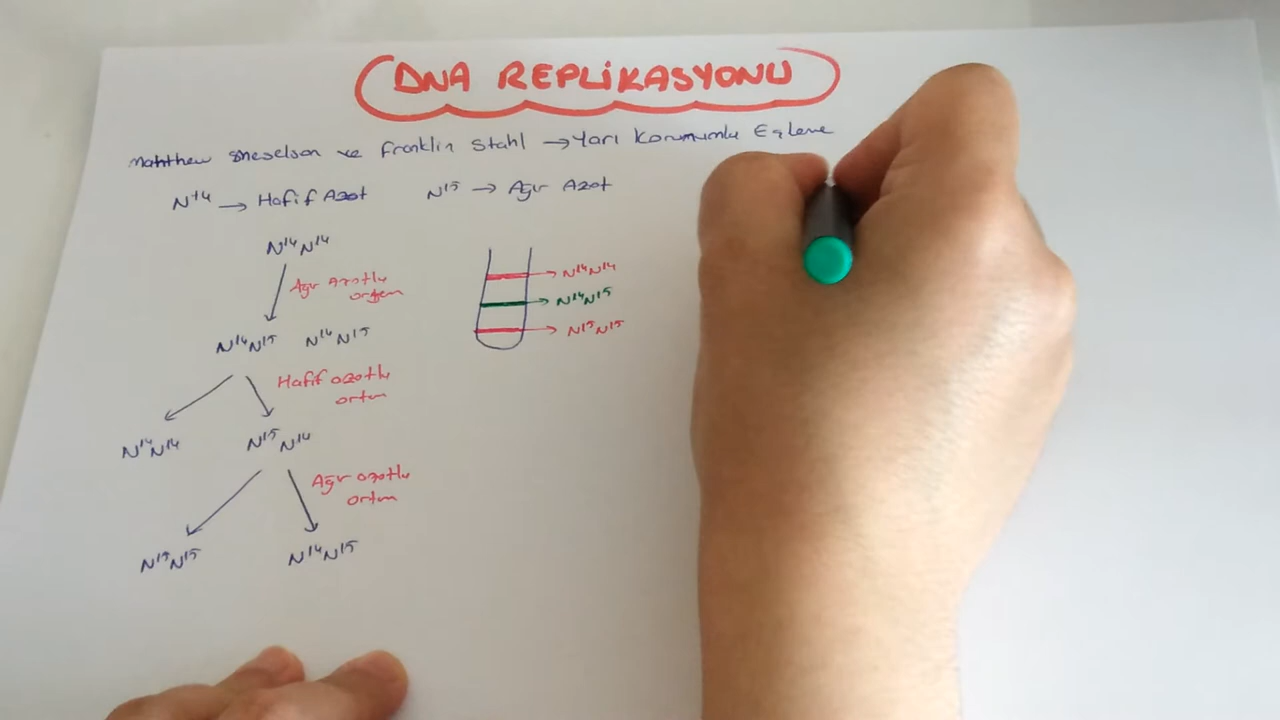 DNA REPLİKASYONU
Mahthew Meselson ve Franklin Stahl → Yarı Korunumlu Eşleme
N¹⁴ → Hafif Azot N¹⁵ → Ağır Azot
N¹⁴N¹⁴
Ağır azotlu
ortam
N¹⁴N¹⁵ N¹⁴N¹⁵
Hafif azotlu
ortam
N¹⁴N¹⁴ N¹⁵N¹⁴
Ağır azotlu
ortam
N¹⁵N¹⁵ N¹⁴N¹⁵
→ N¹⁴N¹⁴
→ N¹⁴N¹⁵
→ N¹⁵N¹⁵